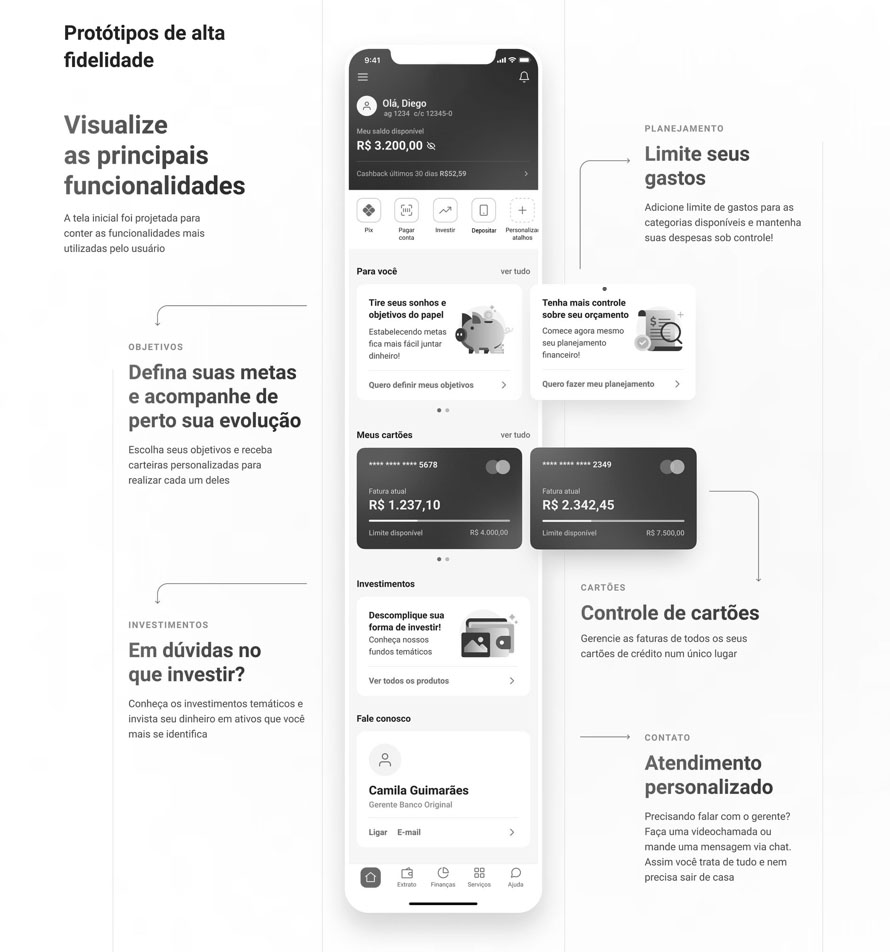 Protótipos de alta
fidelidade
Visualize
as principais
funcionalidades
A tela inicial foi projetada para
conter as funcionalidades mais
utilizadas pelo usuário
OBJETIVOS
Defina suas metas
e acompanhe de
perto sua evolução
Escolha seus objetivos e receba
carteiras personalizadas para
realizar cada um deles
INVESTIMENTOS
Em dúvidas no
que investir?
Conheça os investimentos temáticos e
invista seu dinheiro em ativos que você
mais se identifica
9:41
Olá, Diego
ag 1234 c/c 12345-0
Meu saldo disponível
R$ 3.200,00
Cashback últimos 30 dias R$52,59
Pix
Pagar
conta
Investir
Depositar
Personalizar
atalhos
Para você
ver tudo
Tire seus sonhos e
objetivos do papel
Estabelecendo metas
fica mais fácil juntar
dinheiro!
Quero definir meus objetivos
Tenha mais controle
sobre seu orçamento
Comece agora mesmo
seu planejamento
financeiro!
Quero fazer meu planejamento
Meus cartões
ver tudo
**** **** **** 5678
Fatura atual
R$ 1.237,10
Limite disponível
R$ 4.000,00
**** **** **** 2349
Fatura atual
R$ 2.342,45
Limite disponível
R$ 7.500,00
Investimentos
Descomplique sua
forma de investir!
Conheça nossos
fundos temáticos
Ver todos os produtos
Fale conosco
Camila Guimarães
Gerente Banco Original
Ligar
E-mail
Extrato
Finanças
Serviços
Ajuda
PLANEJAMENTO
Limite seus
gastos
Adicione limite de gastos para as
categorias disponíveis e mantenha
suas despesas sob controle!
CARTÕES
Controle de cartões
Gerencie as faturas de todos os seus
cartões de crédito num único lugar
CONTATO
Atendimento
personalizado
Precisando falar com o gerente?
Faça uma videochamada ou
mande uma mensagem via chat.
Assim você trata de tudo e nem
precisa sair de casa